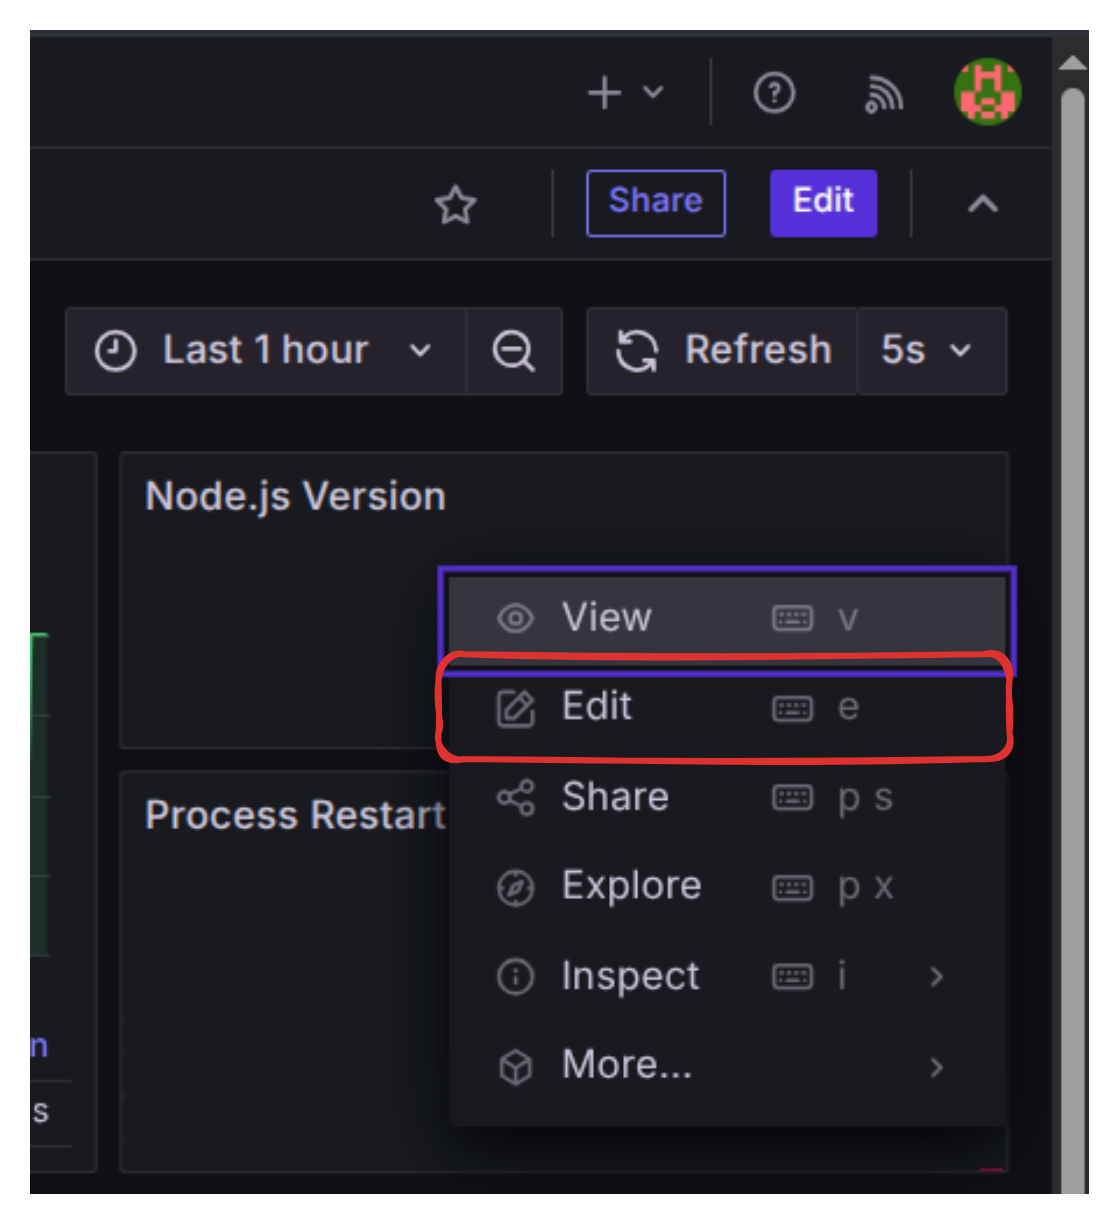 Share Edit
Last 1 hour Refresh 5s
Node.js Version
View v
Edit e
Process Restart
Share p s
Explore p x
Inspect i
n
More...
s